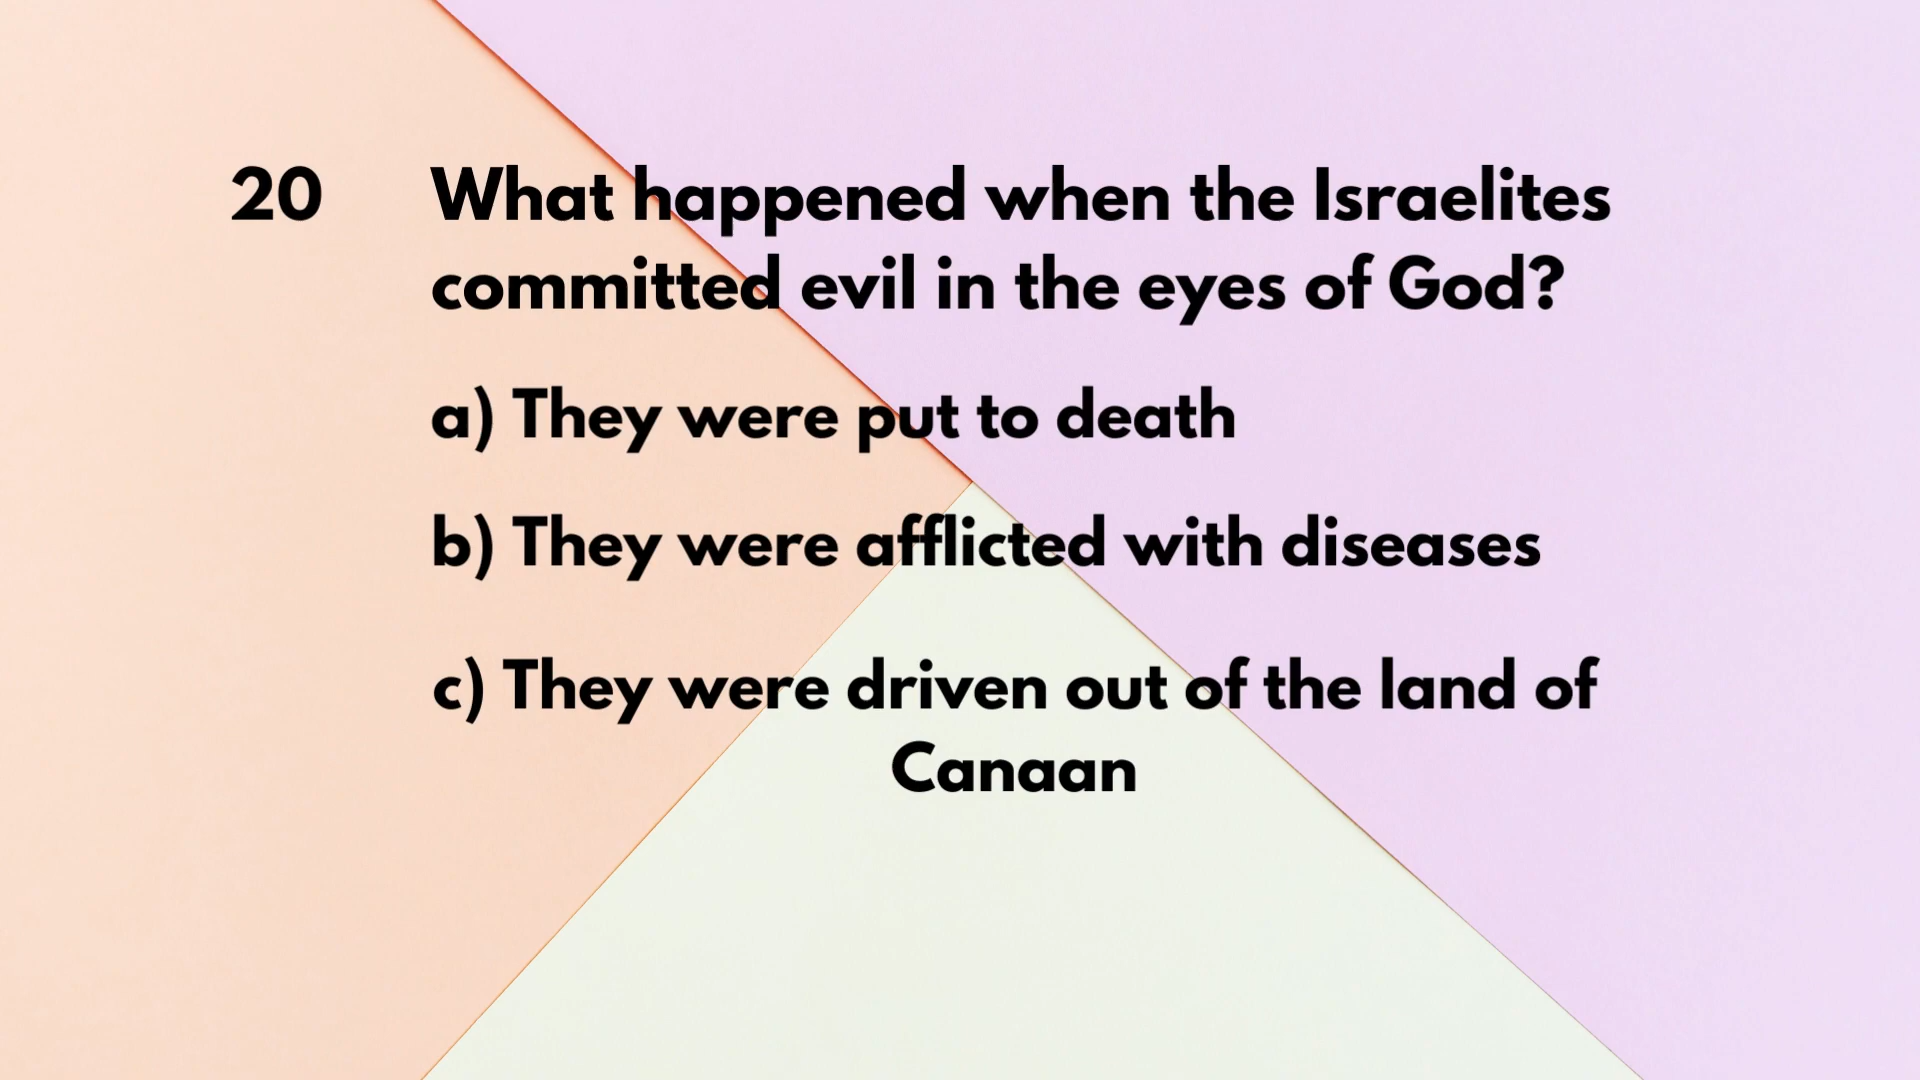 20 What happened when the Israelites
committed evil in the eyes of God?
a) They were put to death
b) They were afflicted with diseases
c) They were driven out of the land of
Canaan